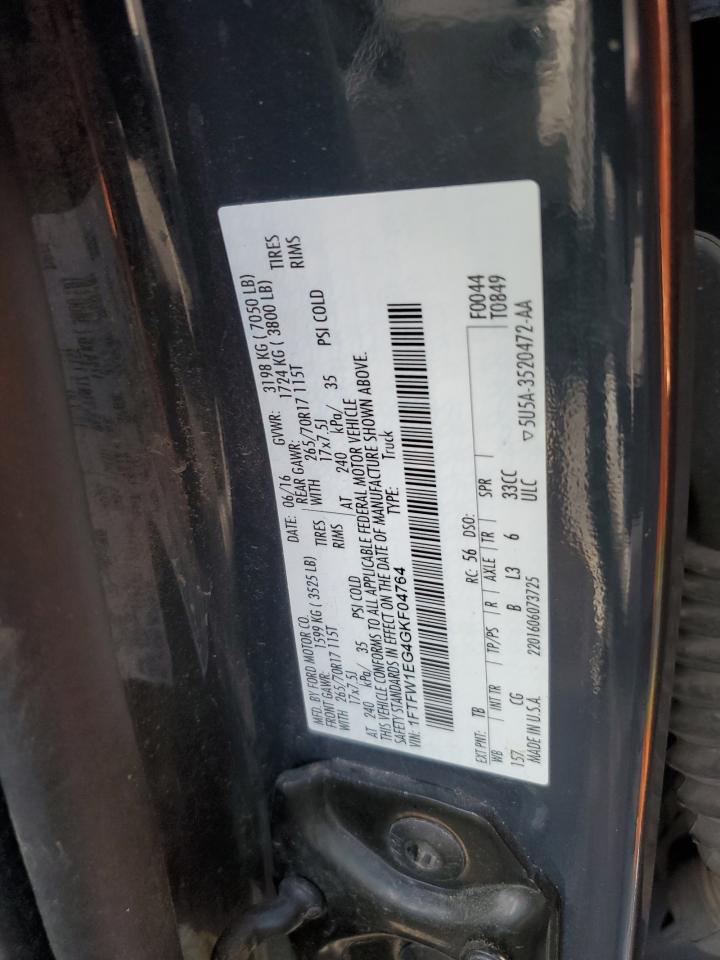 MFD. BY FORD MOTOR CO.
DATE: 06/16 GVWR: 3198 KG ( 7050 LB)
FRONT GAWR: 1599 KG ( 3525 LB) REAR GAWR: 1724 KG ( 3800 LB)
WITH 265/70R17 115T TIRES WITH 265/70R17 115T TIRES
17x7.5J RIMS 17x7.5J RIMS
AT 240 kPa/ 35 PSI COLD AT 240 kPa/ 35 PSI COLD
THIS VEHICLE CONFORMS TO ALL APPLICABLE FEDERAL MOTOR VEHICLE
SAFETY STANDARDS IN EFFECT ON THE DATE OF MANUFACTURE SHOWN ABOVE.
VIN: 1FTFW1EG4GKF04764 TYPE: Truck
EXT PNT: TB RC: 56 DSO: F0044
WB INT TR TP/PS R AXLE TR SPR T0849
157 CG B L3 6 33CC
MADE IN U.S.A. 2201606073725 ULC ▽5U5A-3520472-AA